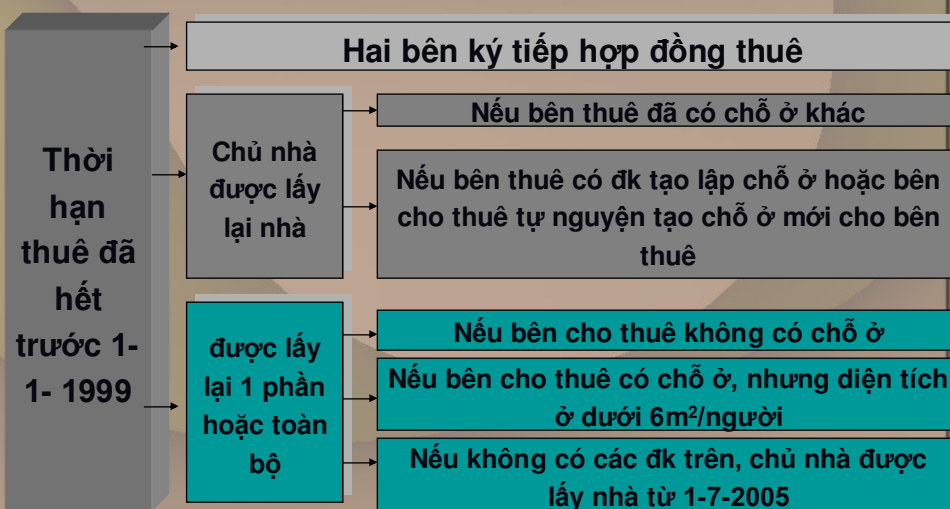 Thời
hạn
thuê đã
hết
trước 1-
1- 1999
Hai bên ký tiếp hợp đồng thuê
Chủ nhà
được lấy
lại nhà
Nếu bên thuê đã có chỗ ở khác
Nếu bên thuê có đk tạo lập chỗ ở hoặc bên
cho thuê tự nguyện tạo chỗ ở mới cho bên
thuê
được lấy
lại 1 phần
hoặc toàn
bộ
Nếu bên cho thuê không có chỗ ở
Nếu bên cho thuê có chỗ ở, nhưng diện tích
ở dưới 6m²/người
Nếu không có các đk trên, chủ nhà được
lấy nhà từ 1-7-2005